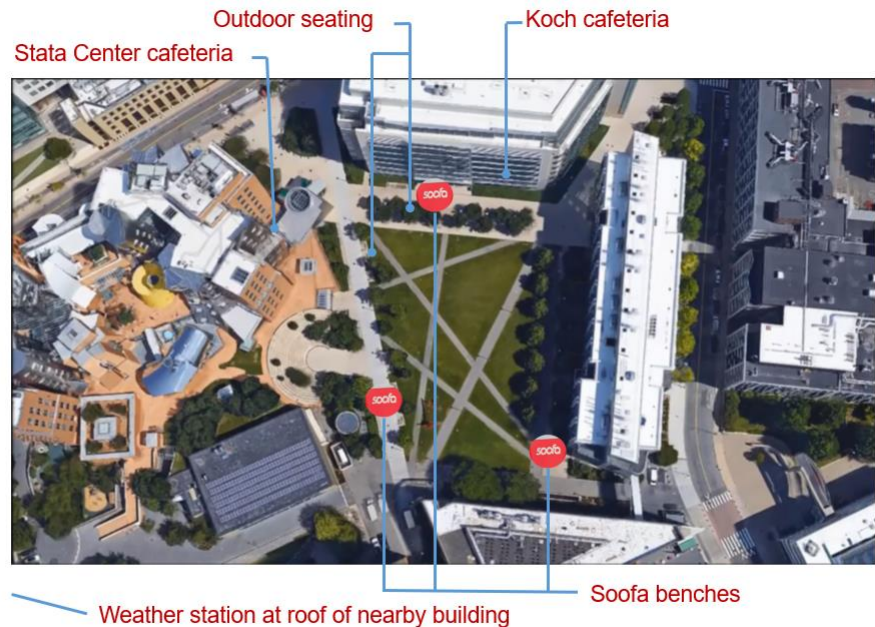 Outdoor seating
Koch cafeteria
Stata Center cafeteria
soofa
soofa
soofa
Soofa benches
Weather station at roof of nearby building